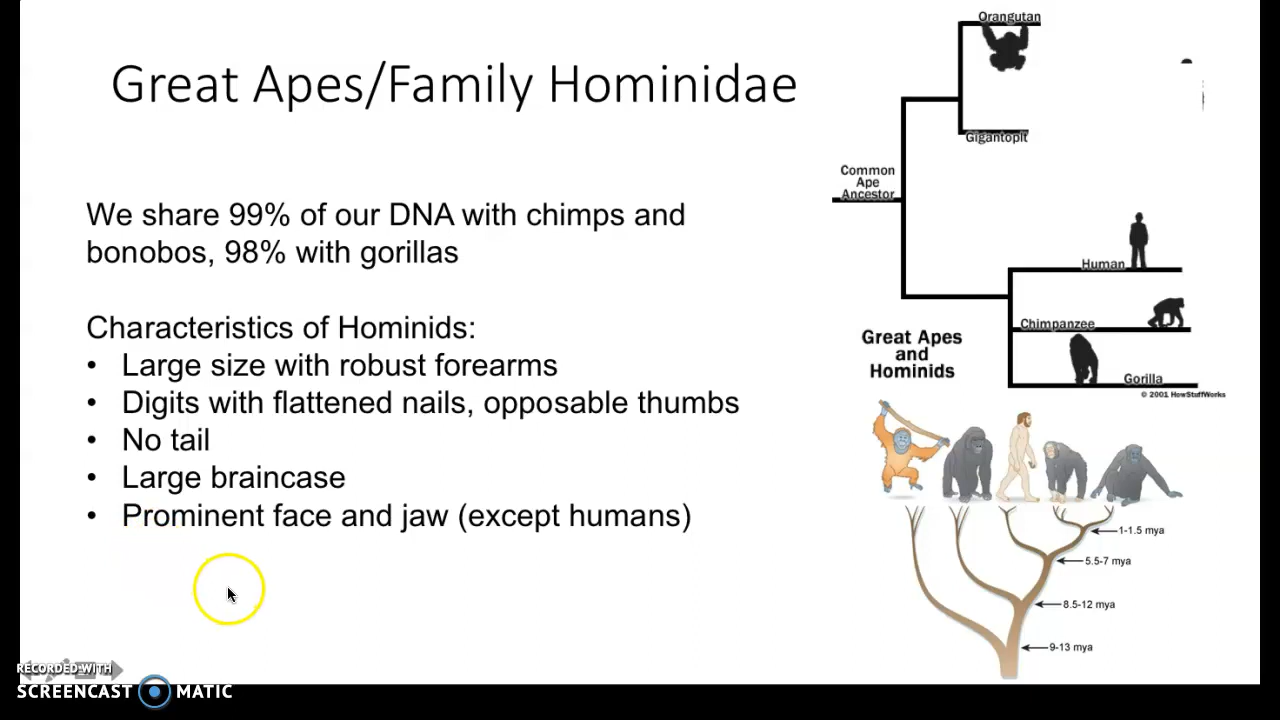 Great Apes/Family Hominidae
We share 99% of our DNA with chimps and
bonobos, 98% with gorillas
Characteristics of Hominids:
• Large size with robust forearms
• Digits with flattened nails, opposable thumbs
• No tail
• Large braincase
• Prominent face and jaw (except humans)
Orangutan
Gigantopit
Common
Ape
Ancestor
Human
Chimpanzee
Gorilla
Great Apes
and
Hominids
© 2001 HowStuffWorks
1-1.5 mya
5.5-7 mya
8.5-12 mya
9-13 mya
RECORDED WITH
SCREENCAST MATIC